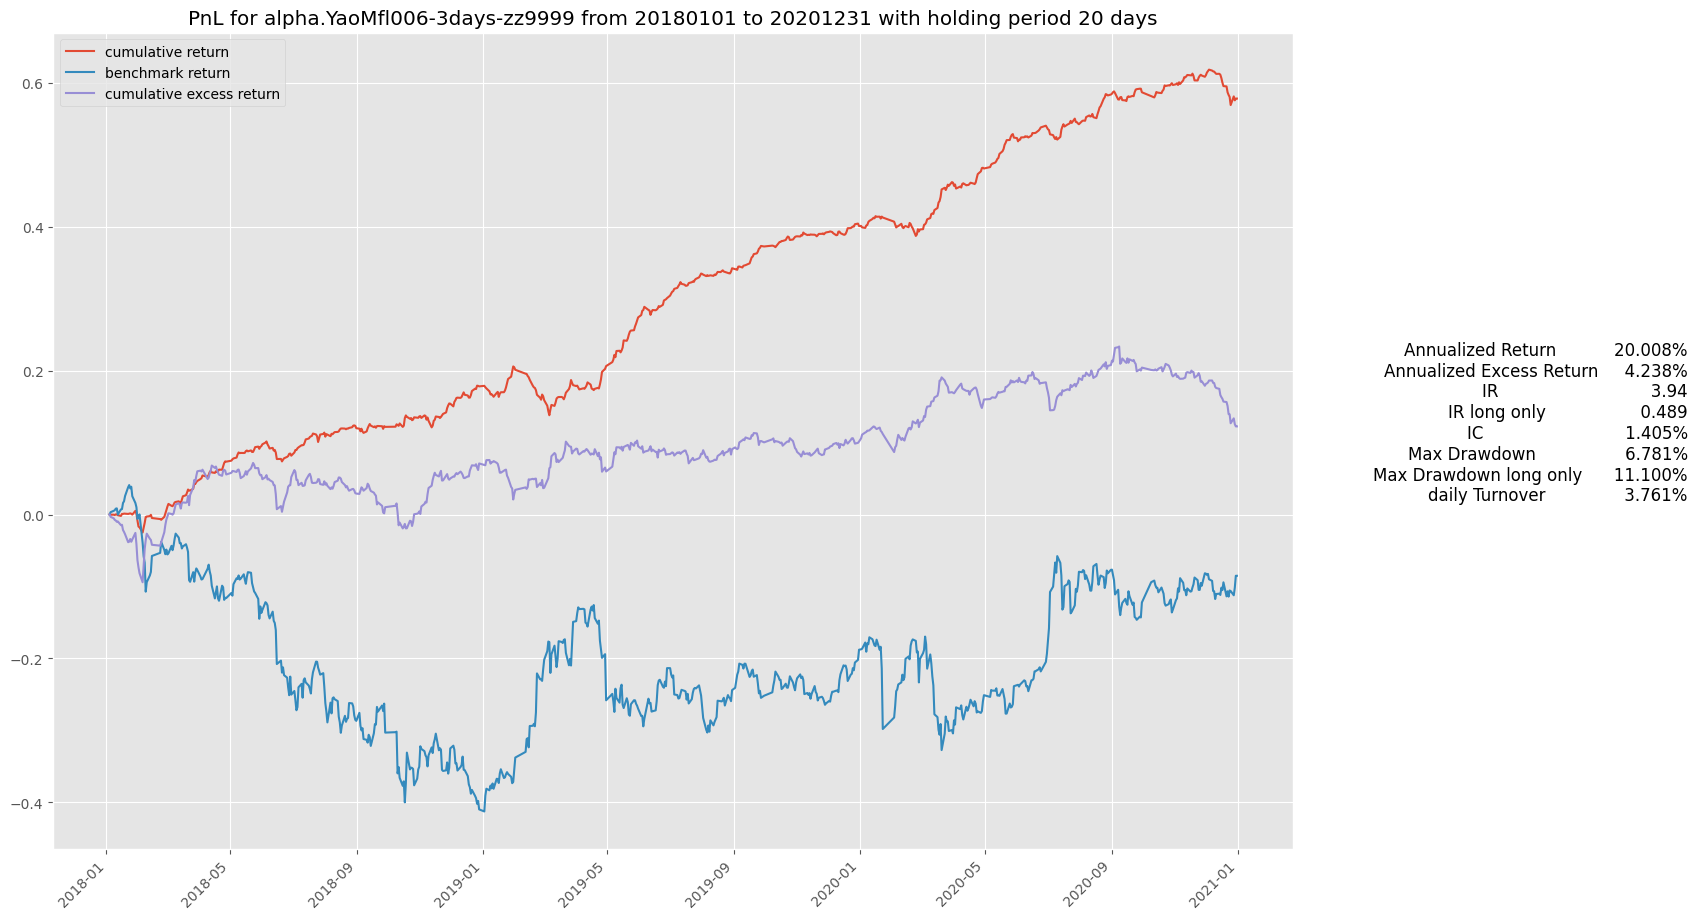 PnL for alpha.YaoMfl006-3days-zz9999 from 20180101 to 20201231 with holding period 20 days
cumulative return
benchmark return
cumulative excess return
0.6
0.4
0.2
0.0
−0.2
−0.4
2018-01
2018-05
2018-09
2019-01
2019-05
2019-09
2020-01
2020-05
2020-09
2021-01
Annualized Return 20.008%
Annualized Excess Return 4.238%
IR 3.94
IR long only 0.489
IC 1.405%
Max Drawdown 6.781%
Max Drawdown long only 11.100%
daily Turnover 3.761%